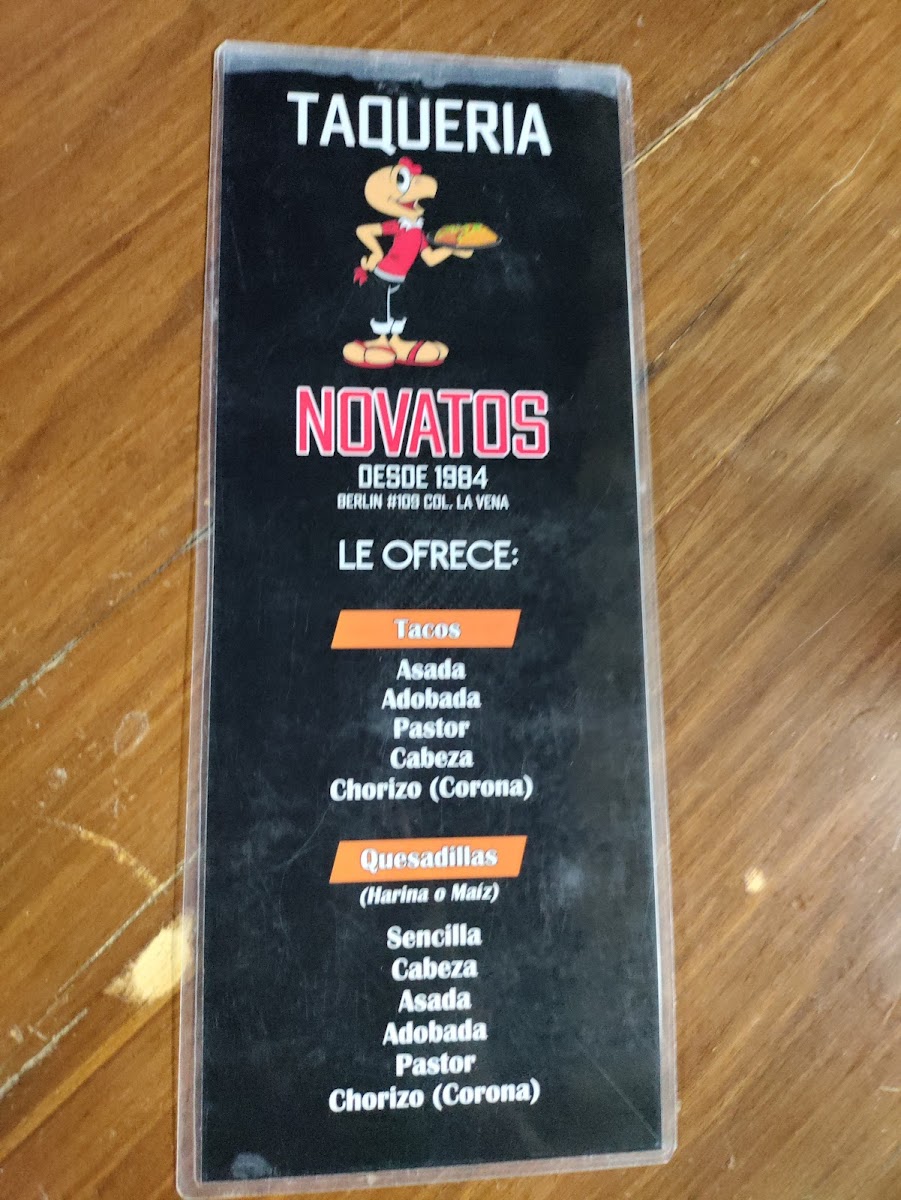 TAQUERIA
NOVATOS
DESDE 1984
BERLIN #109 COL. LA VENA
LE OFRECE:
Tacos
Asada
Adobada
Pastor
Cabeza
Chorizo (Corona)
Quesadillas
(Harina o Maíz)
Sencilla
Cabeza
Asada
Adobada
Pastor
Chorizo (Corona)